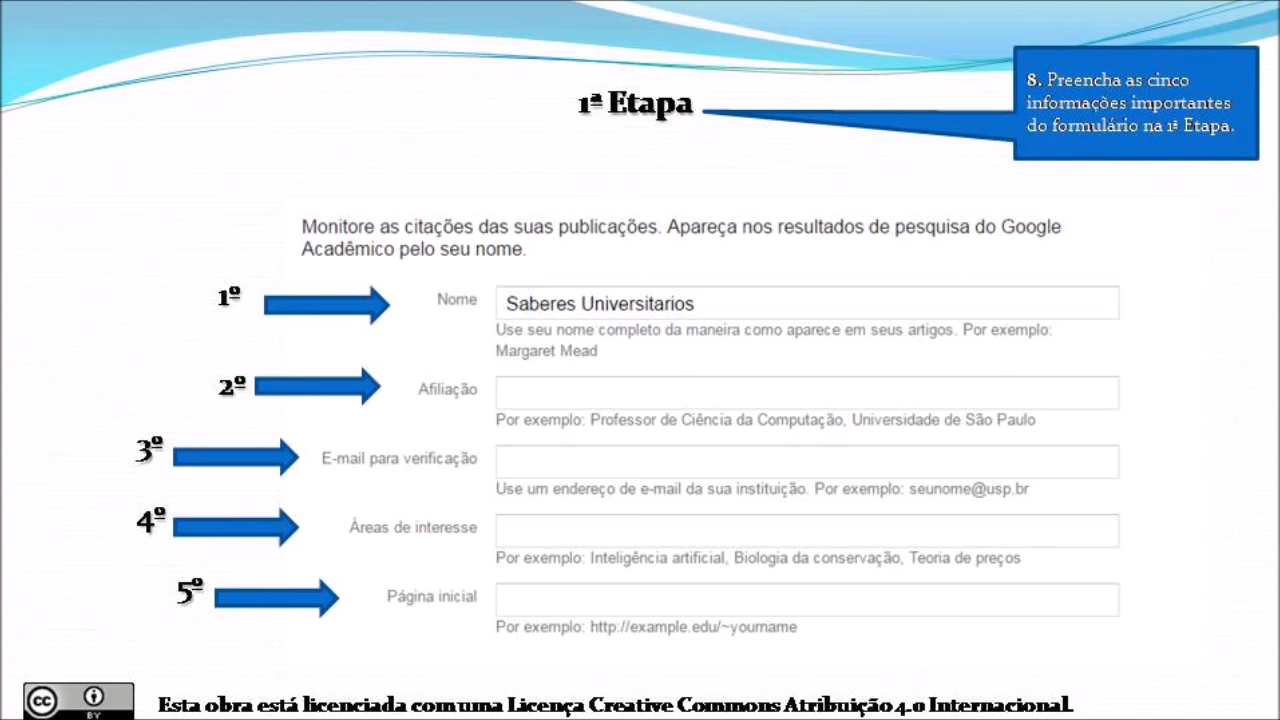 8. Preencha as cinco
informações importantes
do formulário na 1ª Etapa.
1ª Etapa
Monitore as citações das suas publicações. Apareça nos resultados de pesquisa do Google
Acadêmico pelo seu nome.
1º
Nome
Saberes Universitarios
Use seu nome completo da maneira como aparece em seus artigos. Por exemplo:
Margaret Mead
2º
Afiliação
Por exemplo: Professor de Ciência da Computação, Universidade de São Paulo
3º
E-mail para verificação
Use um endereço de e-mail da sua instituição. Por exemplo: seunome@usp.br
4º
Áreas de interesse
Por exemplo: Inteligência artificial, Biologia da conservação, Teoria de preços
5º
Página inicial
Por exemplo: http://example.edu/~yourname
cc
BY
Esta obra está licenciada com uma Licença Creative Commons Atribuição 4.0 Internacional.